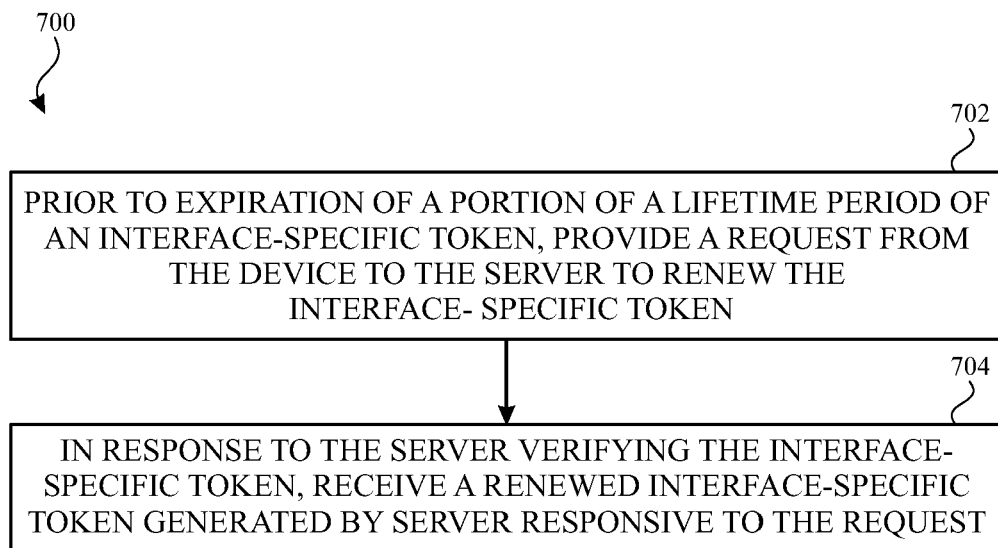 700
702
PRIOR TO EXPIRATION OF A PORTION OF A LIFETIME PERIOD OF
AN INTERFACE-SPECIFIC TOKEN, PROVIDE A REQUEST FROM
THE DEVICE TO THE SERVER TO RENEW THE
INTERFACE- SPECIFIC TOKEN
704
IN RESPONSE TO THE SERVER VERIFYING THE INTERFACE-
SPECIFIC TOKEN, RECEIVE A RENEWED INTERFACE-SPECIFIC
TOKEN GENERATED BY SERVER RESPONSIVE TO THE REQUEST